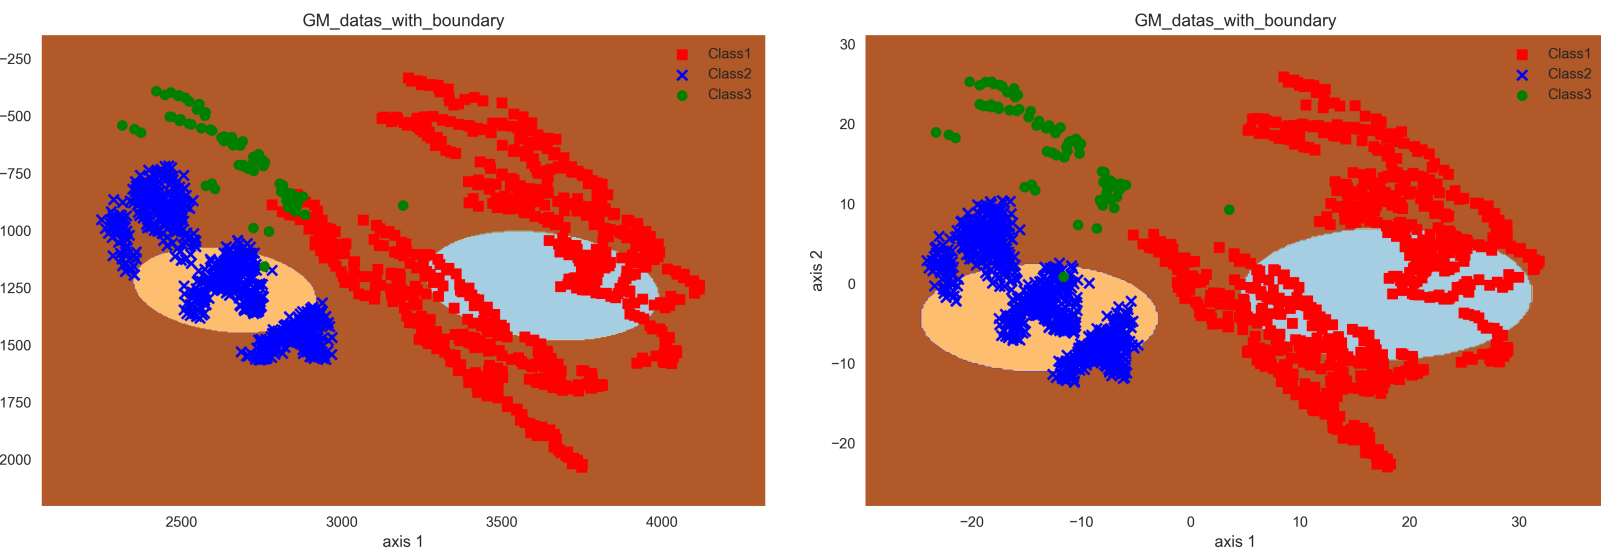 GM_datas_with_boundary
Class1
Class2
Class3
−250
−500
−750
1000
1250
1500
1750
2000
2500
3000
3500
4000
axis 1
GM_datas_with_boundary
Class1
Class2
Class3
axis 2
30
20
10
0
−10
−20
−20
−10
0
10
20
30
axis 1